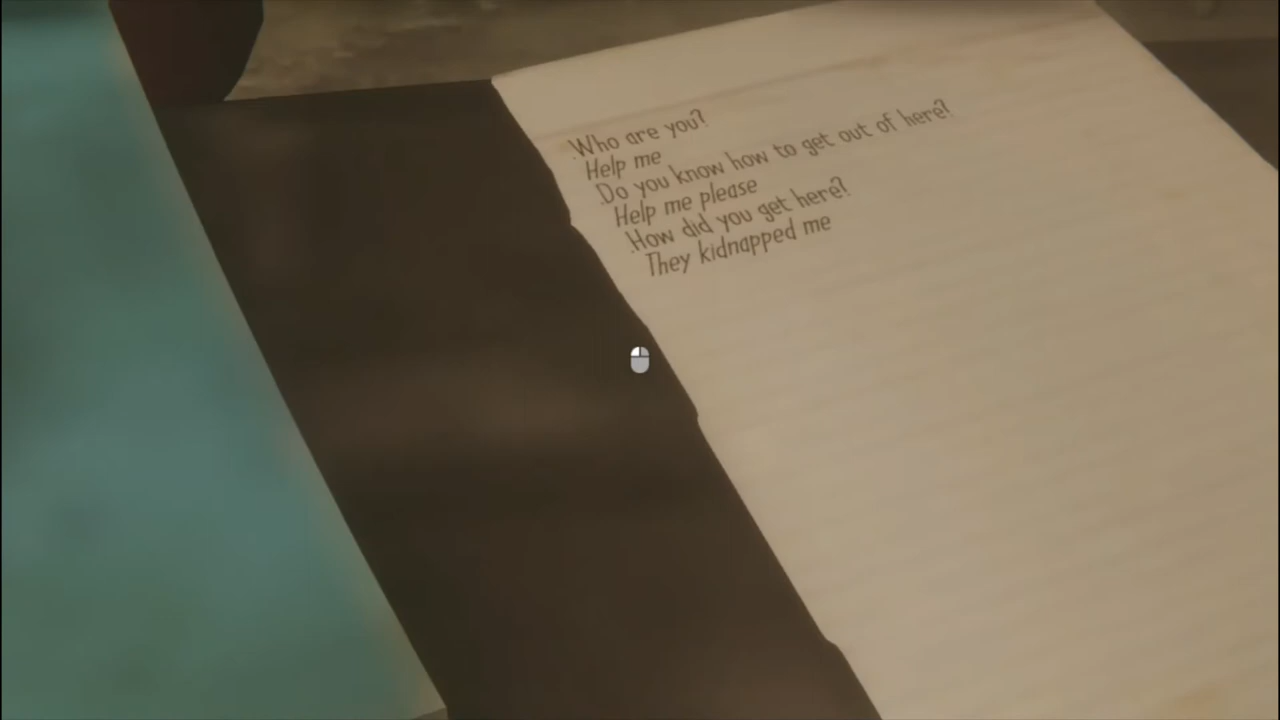 .Who are you?
Help me
.Do you know how to get out of here?
Help me please
.How did you get here?
They kidnapped me